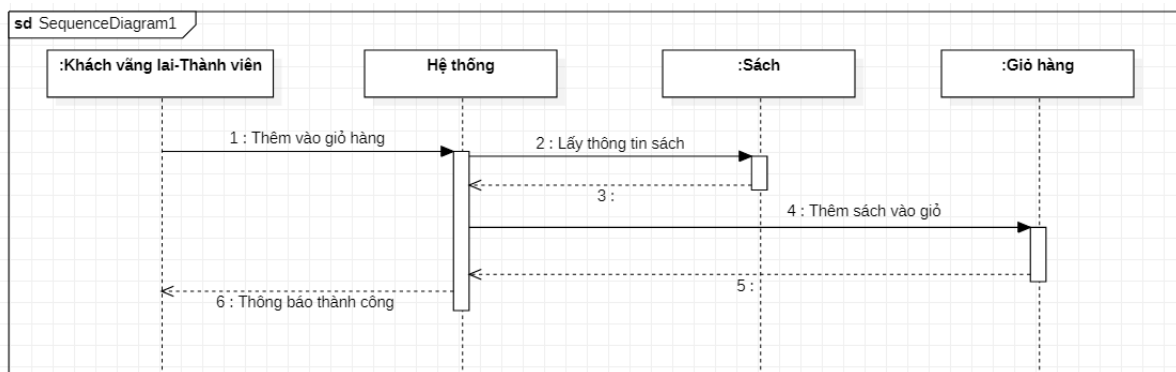 sd SequenceDiagram1
:Khách vãng lai-Thành viên
Hệ thống
:Sách
:Giỏ hàng
1 : Thêm vào giỏ hàng
2 : Lấy thông tin sách
3 :
4 : Thêm sách vào giỏ
5 :
6 : Thông báo thành công